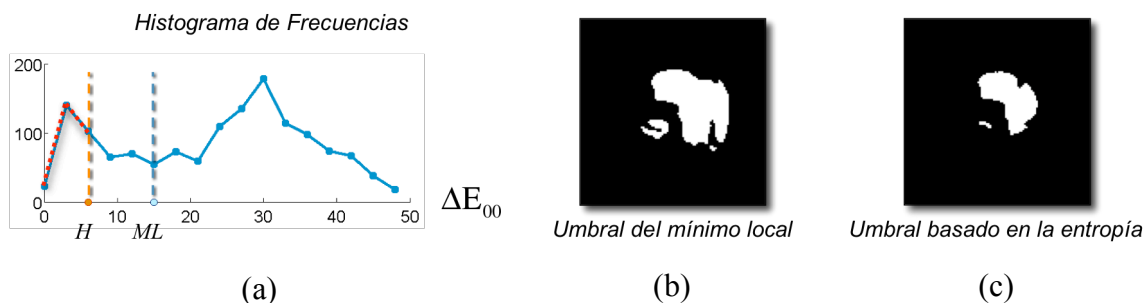 Histograma de Frecuencias
200
100
0
0 10 20 30 40 50
H ML
ΔE₀₀
Umbral del mínimo local
Umbral basado en la entropía
(a)
(b)
(c)